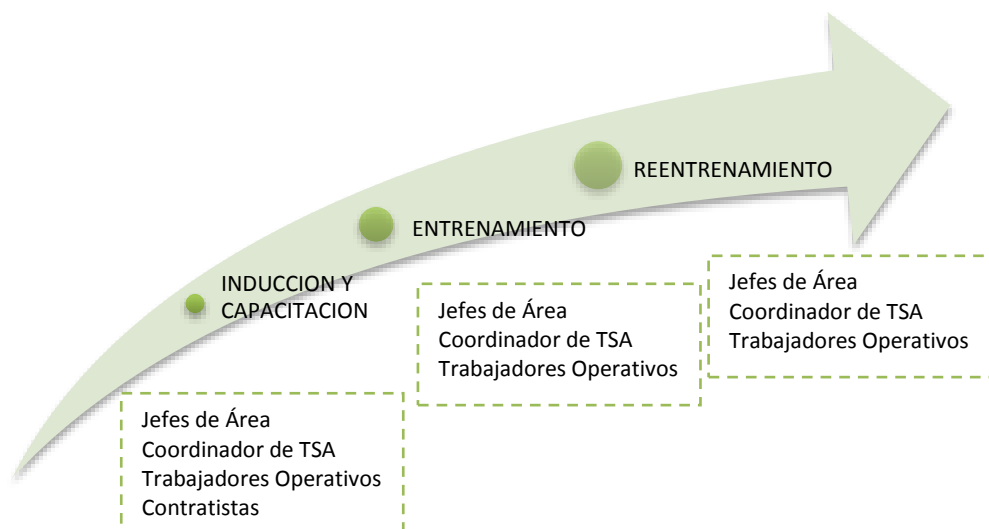 REENTRENAMIENTO
ENTRENAMIENTO
INDUCCION Y
CAPACITACION
Jefes de Área
Coordinador de TSA
Trabajadores Operativos
Jefes de Área
Coordinador de TSA
Trabajadores Operativos
Jefes de Área
Coordinador de TSA
Trabajadores Operativos
Contratistas